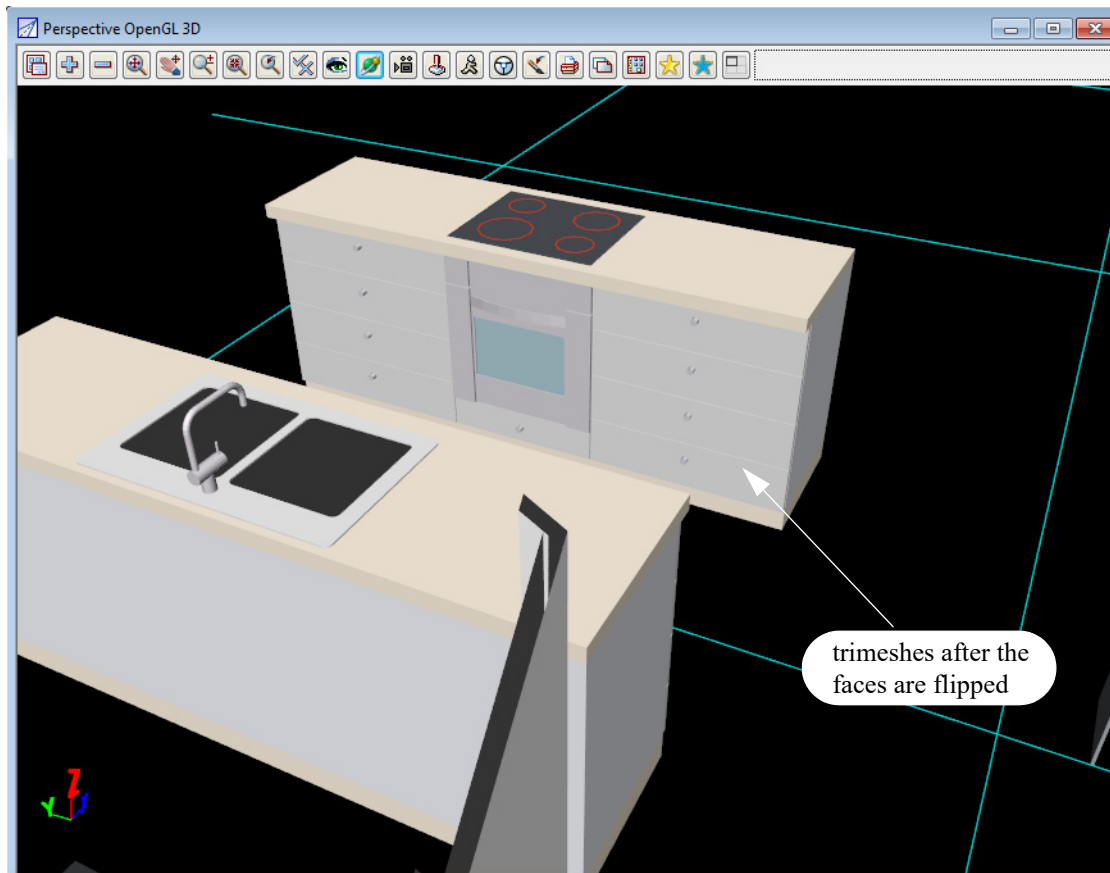 Perspective OpenGL 3D
trimeshes after the
faces are flipped
Z
Y